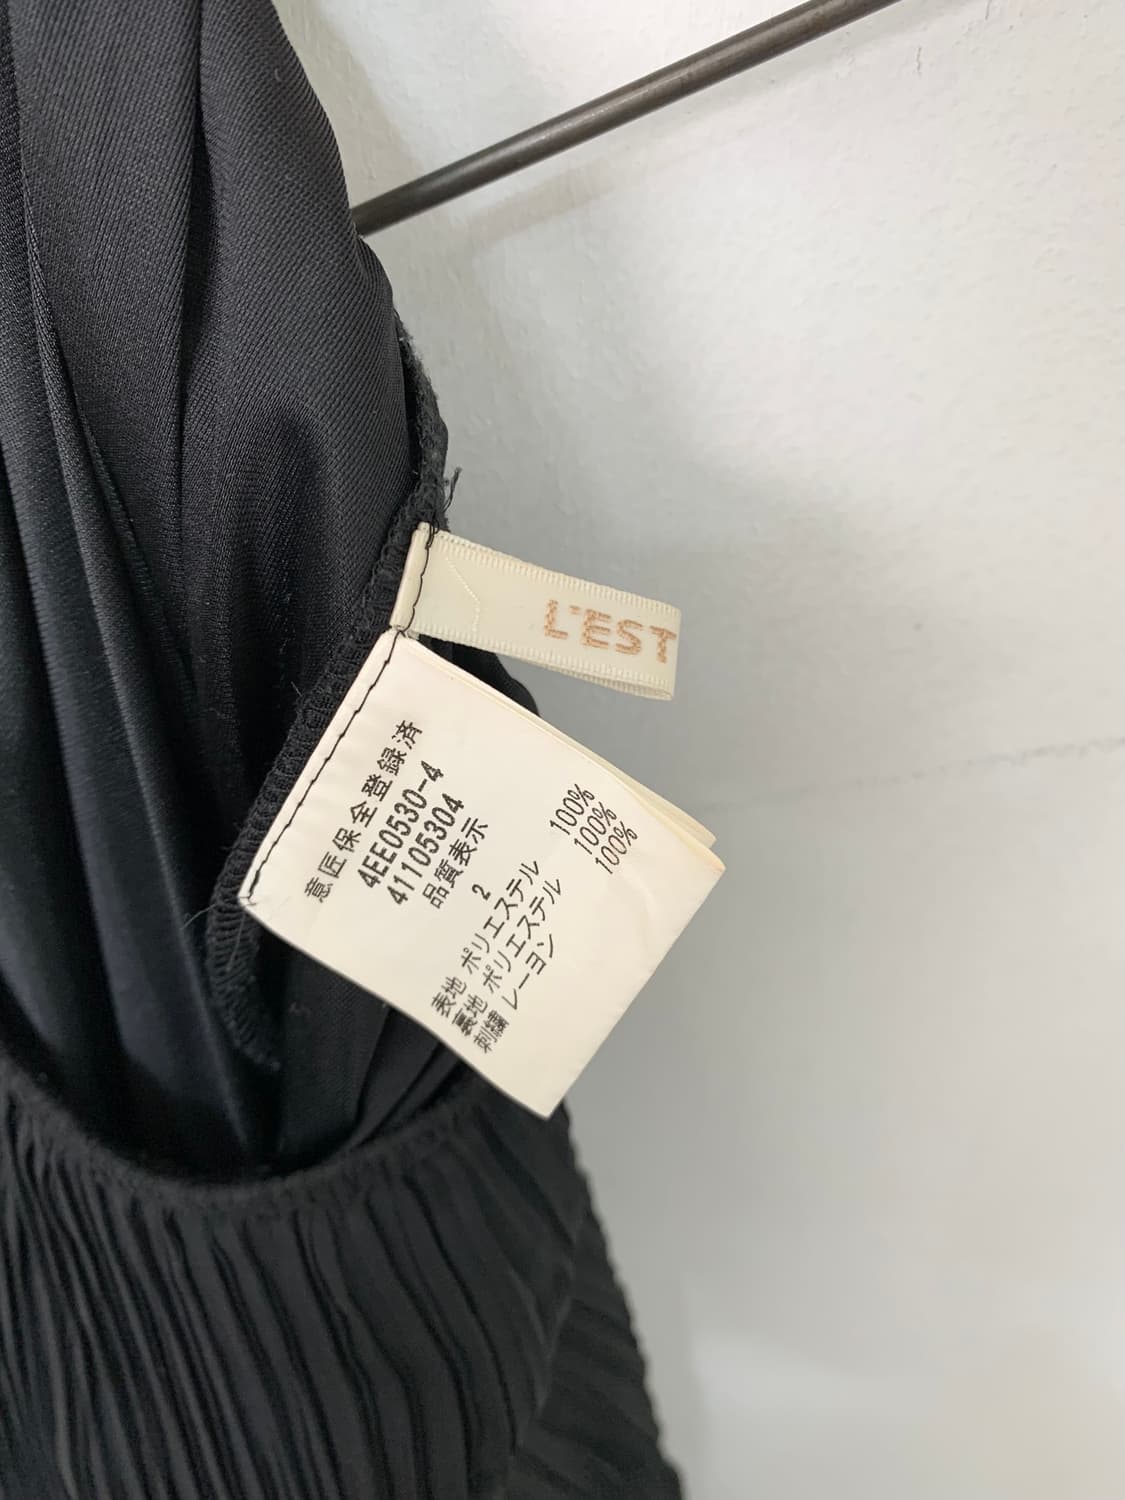 L'EST
意匠保全登録済
4EE0530-4
41105304
品質表示
2
表地 ポリエステル 100%
裏地 ポリエステル 100%
刺繍 レーヨン 100%